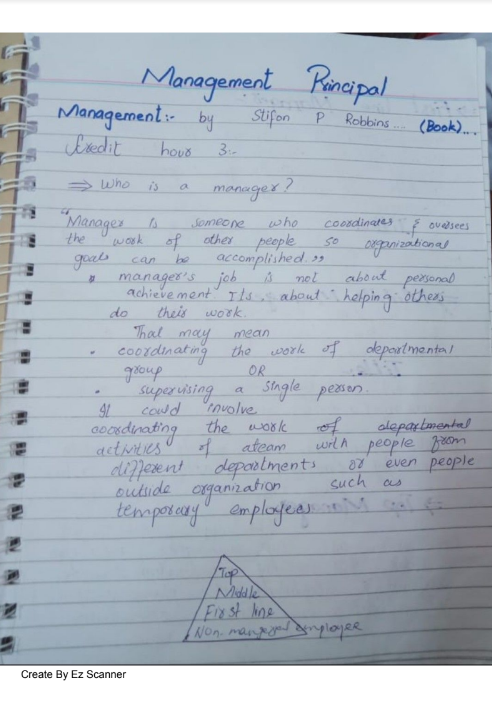 Management Principal
Management:- by Stifon P Robbins... (Book)...
Credit hour 3:-
⇒ Who is a manager?
"Manager is someone who coordinates & oversees
the work of other people so organizational
goals can be accomplished.”
manager's job is not about personal
achievement It's about helping others
do their work.
That may mean
• coordinating the work of departmental
group OR
• supervising a single person.
It could involve
coordinating the work of departmental
activities of a team with people from
different departments or even people
outside organization such as
temporary employees
Top
Middle
First line
Non. manegerial employee
Create By Ez Scanner